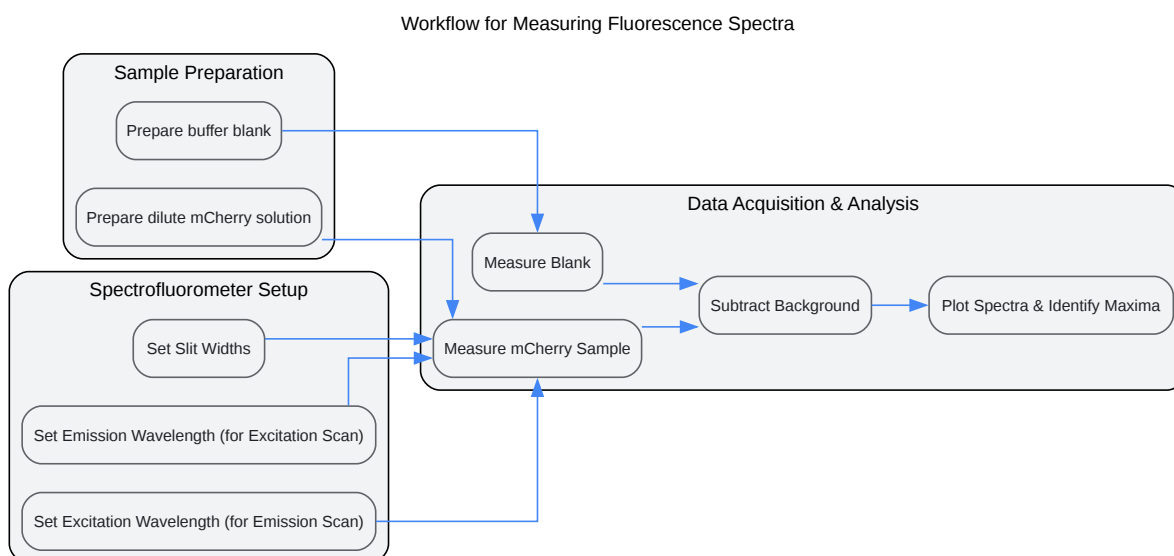 Workflow for Measuring Fluorescence Spectra
Sample Preparation
Prepare buffer blank
Prepare dilute mCherry solution
Spectrofluorometer Setup
Set Slit Widths
Set Emission Wavelength (for Excitation Scan)
Set Excitation Wavelength (for Emission Scan)
Data Acquisition & Analysis
Measure Blank
Measure mCherry Sample
Subtract Background
Plot Spectra & Identify Maxima